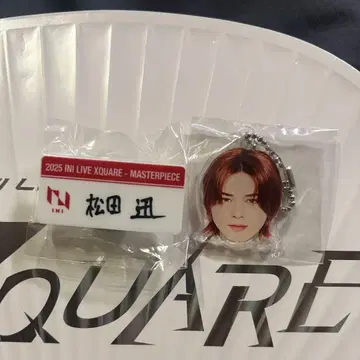 2025 INI LIVE XQUARE - MASTERPIECE
INI
松田 迅
QUARE